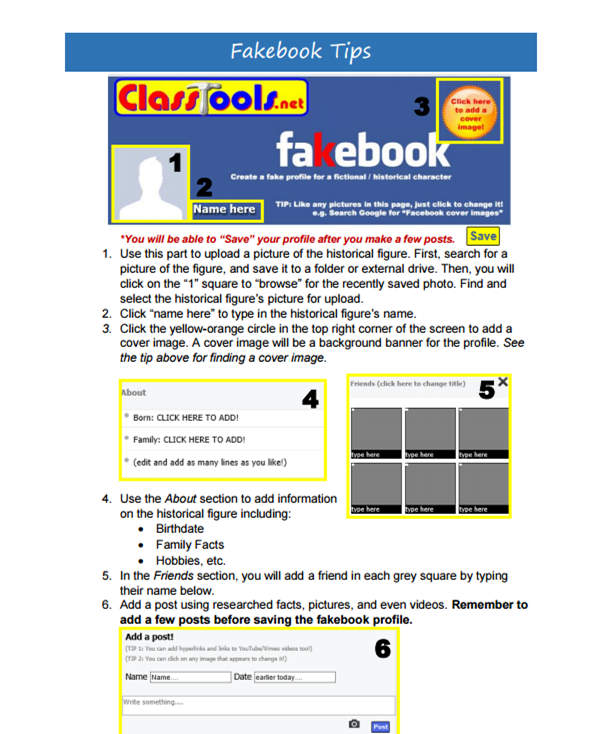 Fakebook Tips
ClassTools.net
3
Click here
to add a
cover
image!
fakebook
1
Create a fake profile for a fictional / historical character
2
Name here
TIP: Like any pictures in this page, just click to change it!
e.g. Search Google for "Facebook cover images"
*You will be able to “Save” your profile after you make a few posts.
Save
1. Use this part to upload a picture of the historical figure. First, search for a
picture of the figure, and save it to a folder or external drive. Then, you will
click on the “1” square to “browse” for the recently saved photo. Find and
select the historical figure’s picture for upload.
2. Click “name here” to type in the historical figure’s name.
3. Click the yellow-orange circle in the top right corner of the screen to add a
cover image. A cover image will be a background banner for the profile. See
the tip above for finding a cover image.
About
4
• Born: CLICK HERE TO ADD!
• Family: CLICK HERE TO ADD!
• (edit and add as many lines as you like!)
Friends (click here to change title)
5
type here type here type here
type here type here type here
4. Use the About section to add information
on the historical figure including:
• Birthdate
• Family Facts
• Hobbies, etc.
5. In the Friends section, you will add a friend in each grey square by typing
their name below.
6. Add a post using researched facts, pictures, and even videos. Remember to
add a few posts before saving the fakebook profile.
Add a post!
6
(TIP 1: You can add hyperlinks and links to YouTube/Vimeo videos too!)
(TIP 2: You can click on any image that appears to change it!)
Name Name.... Date earlier today....
Write something....
Post